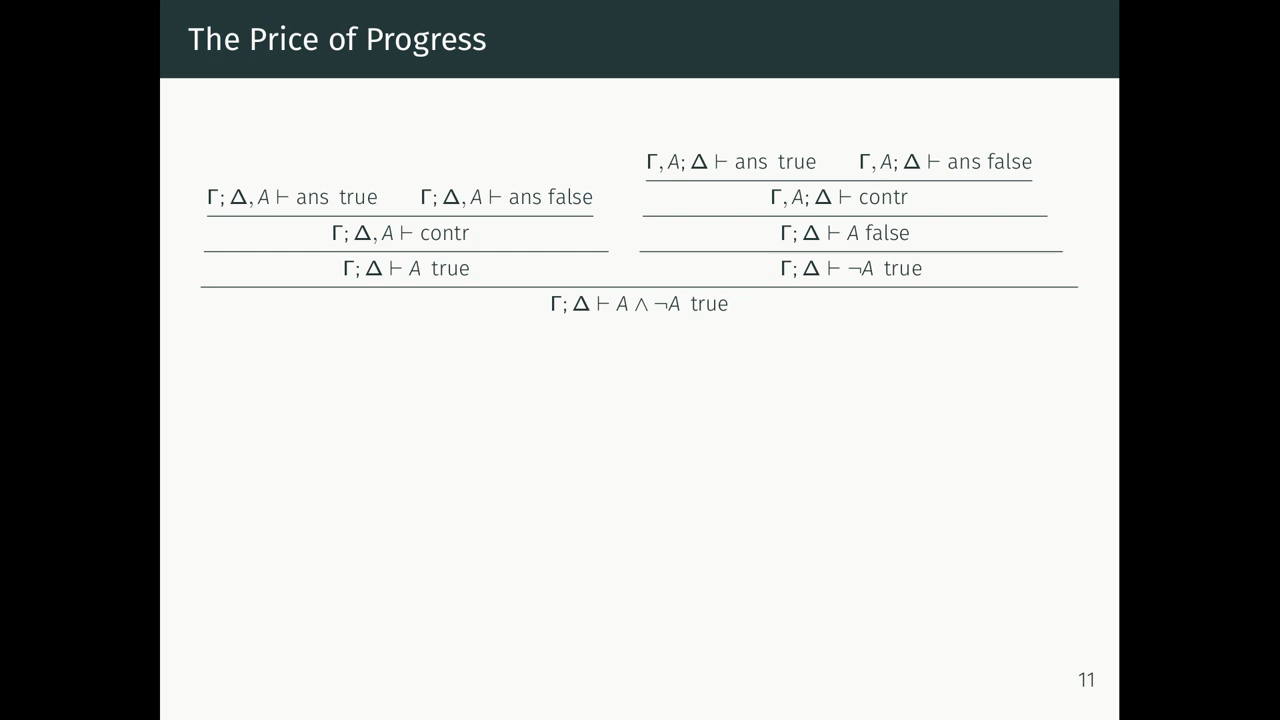 The Price of Progress
Γ, A; Δ ⊢ ans true Γ, A; Δ ⊢ ans false
Γ; Δ, A ⊢ ans true Γ; Δ, A ⊢ ans false Γ, A; Δ ⊢ contr
Γ; Δ, A ⊢ contr Γ; Δ ⊢ A false
Γ; Δ ⊢ A true Γ; Δ ⊢ ¬A true
Γ; Δ ⊢ A ∧ ¬A true
11